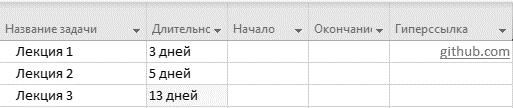 Название задачи Длительнс Начало Окончани Гиперссылка
Лекция 1 3 дней github.com
Лекция 2 5 дней
Лекция 3 13 дней